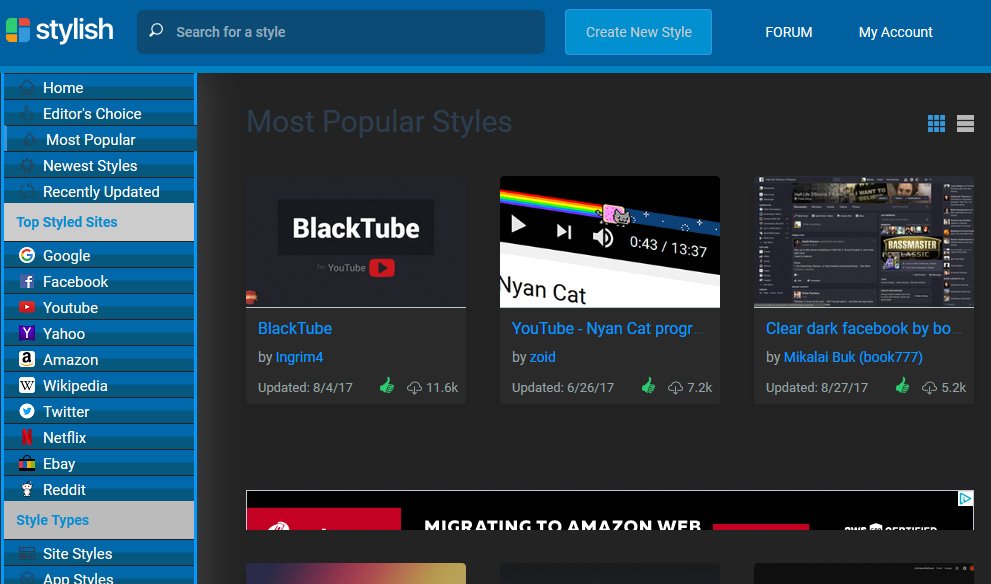 stylish
Search for a style
Create New Style
FORUM
My Account
Home
Editor's Choice
Most Popular
Newest Styles
Recently Updated
Top Styled Sites
Google
Facebook
Youtube
Yahoo
Amazon
Wikipedia
Twitter
Netflix
Ebay
Reddit
Style Types
Site Styles
App Styles
Most Popular Styles
BlackTube
for YouTube
BlackTube
by Ingrim4
Updated: 8/4/17 11.6k
0:43 / 13:37
Nyan Cat
YouTube - Nyan Cat progr...
by zoid
Updated: 6/26/17 7.2k
BASSMASTER
CLASSIC
Clear dark facebook by bo...
by Mikalai Buk (book777)
Updated: 8/27/17 5.2k
MIGRATING TO AMAZON WEB
AWS CERTIFIED